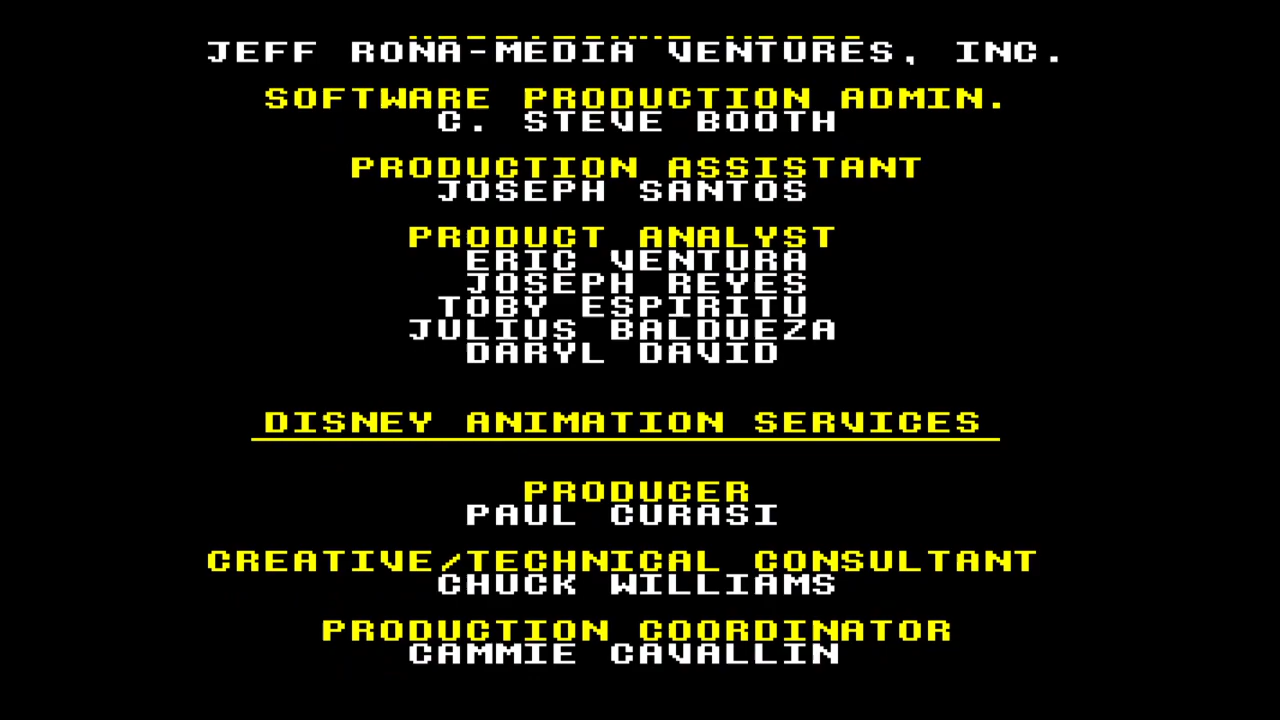 JEFF RONA-MEDIA VENTURES, INC.
SOFTWARE PRODUCTION ADMIN.
C. STEVE BOOTH
PRODUCTION ASSISTANT
JOSEPH SANTOS
PRODUCT ANALYST
ERIC VENTURA
JOSEPH REYES
TOBY ESPIRITU
JULIUS BALDUEZA
DARYL DAVID
DISNEY ANIMATION SERVICES
PRODUCER
PAUL CURASI
CREATIVE/TECHNICAL CONSULTANT
CHUCK WILLIAMS
PRODUCTION COORDINATOR
CAMMIE CAVALLIN